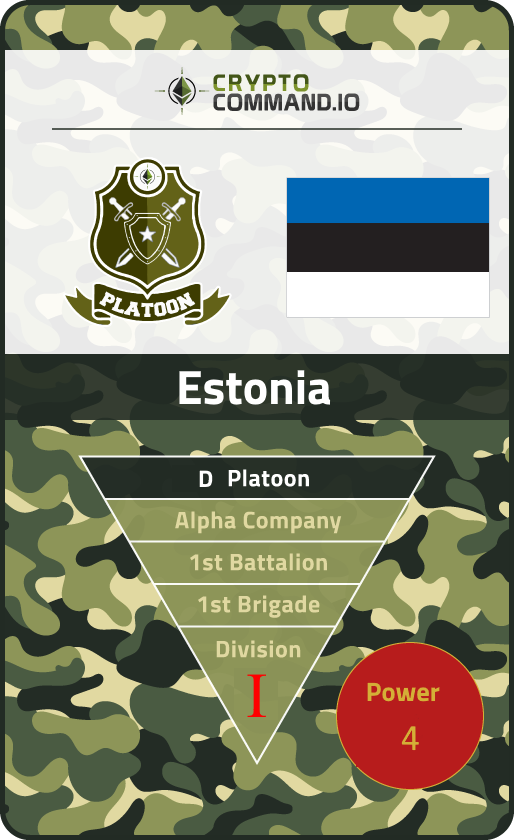 CRYPTO
COMMAND.IO
PLATOON
Estonia
D Platoon
Alpha Company
1st Battalion
1st Brigade
Division
I
Power
4